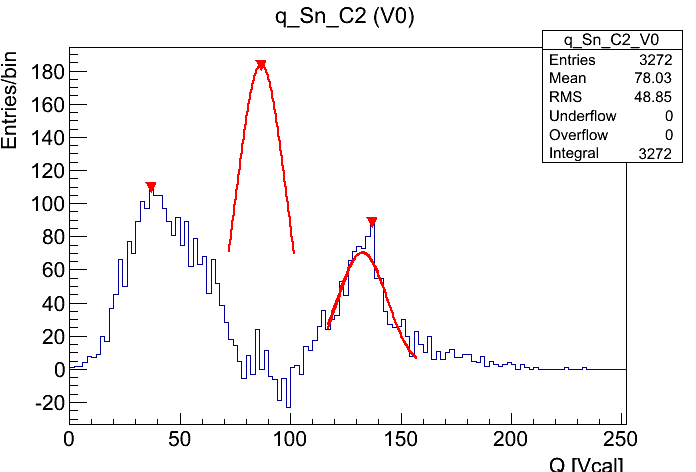 q_Sn_C2 (V0)
q_Sn_C2_V0
Entries 3272
Mean 78.03
RMS 48.85
Underflow 0
Overflow 0
Integral 3272
Entries/bin
180
160
140
120
100
80
60
40
20
0
-20
0 50 100 150 200 250
Q [Vcal]